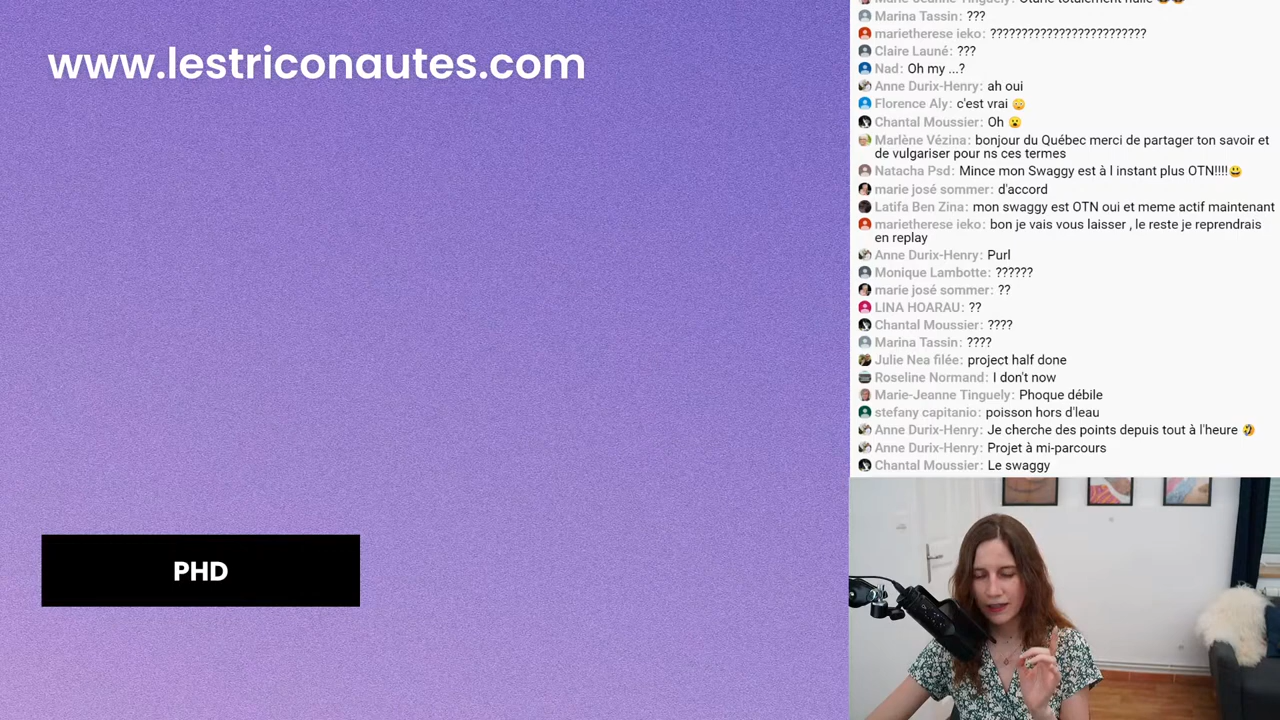 www.lestriconautes.com
PHD
Marina Tassin: ???
marietherese ieko: ?????????????????????????
Claire Launé: ???
Nad: Oh my ...?
Anne Durix-Henry: ah oui
Florence Aly: c'est vrai 😳
Chantal Moussier: Oh 😮
Marlène Vézina: bonjour du Québec merci de partager ton savoir et
de vulgariser pour ns ces termes
Natacha Psd: Mince mon Swaggy est à l instant plus OTN!!!!😃
marie josé sommer: d'accord
Latifa Ben Zina: mon swaggy est OTN oui et meme actif maintenant
marietherese ieko: bon je vais vous laisser , le reste je reprendrais
en replay
Anne Durix-Henry: Purl
Monique Lambotte: ??????
marie josé sommer: ??
LINA HOARAU: ??
Chantal Moussier: ????
Marina Tassin: ????
Julie Nea filée: project half done
Roseline Normand: I don't now
Marie-Jeanne Tinguely: Phoque débile
stefany capitanio: poisson hors d'leau
Anne Durix-Henry: Je cherche des points depuis tout à l'heure 🤣
Anne Durix-Henry: Projet à mi-parcours
Chantal Moussier: Le swaggy